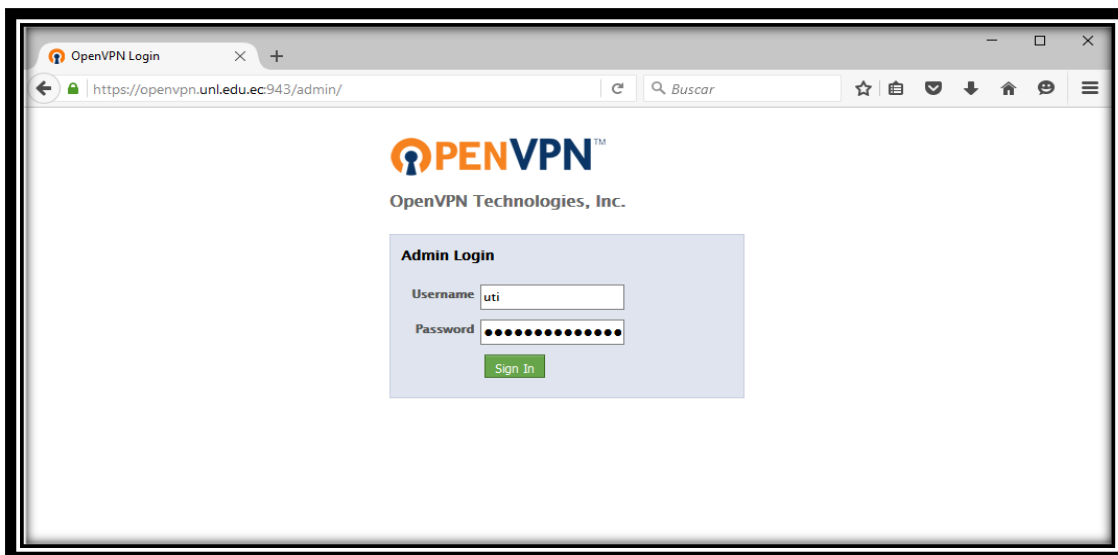 OpenVPN Login
https://openvpn.unl.edu.ec:943/admin/
Buscar
OPENVPN™
OpenVPN Technologies, Inc.
Admin Login
Username uti
Password ●●●●●●●●●●●●●●
Sign In